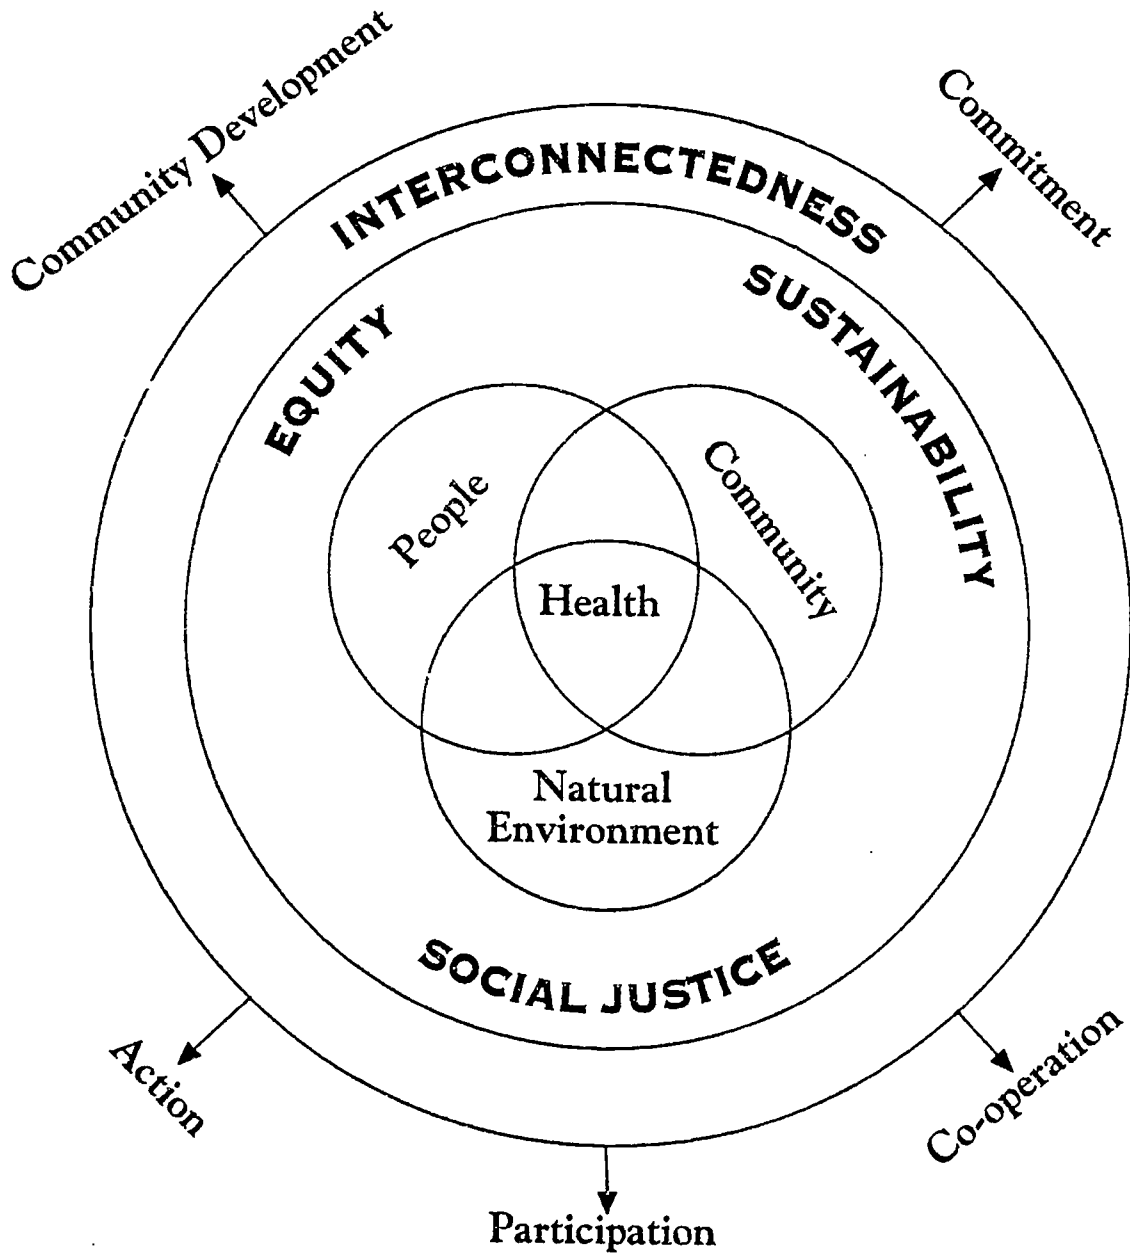 Community Development
Commitment
INTERCONNECTEDNESS
EQUITY
SUSTAINABILITY
People
Community
Health
Natural
Environment
SOCIAL JUSTICE
Action
Co-operation
Participation